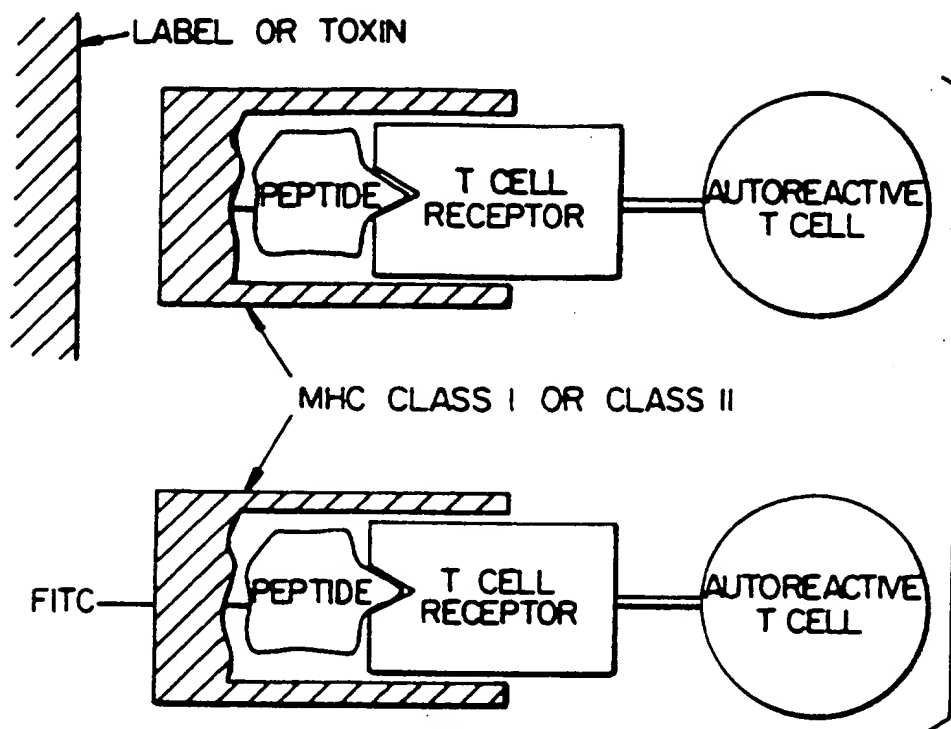 LABEL OR TOXIN
PEPTIDE
T CELL
RECEPTOR
AUTOREACTIVE
T CELL
MHC CLASS I OR CLASS II
FITC
PEPTIDE
T CELL
RECEPTOR
AUTOREACTIVE
T CELL